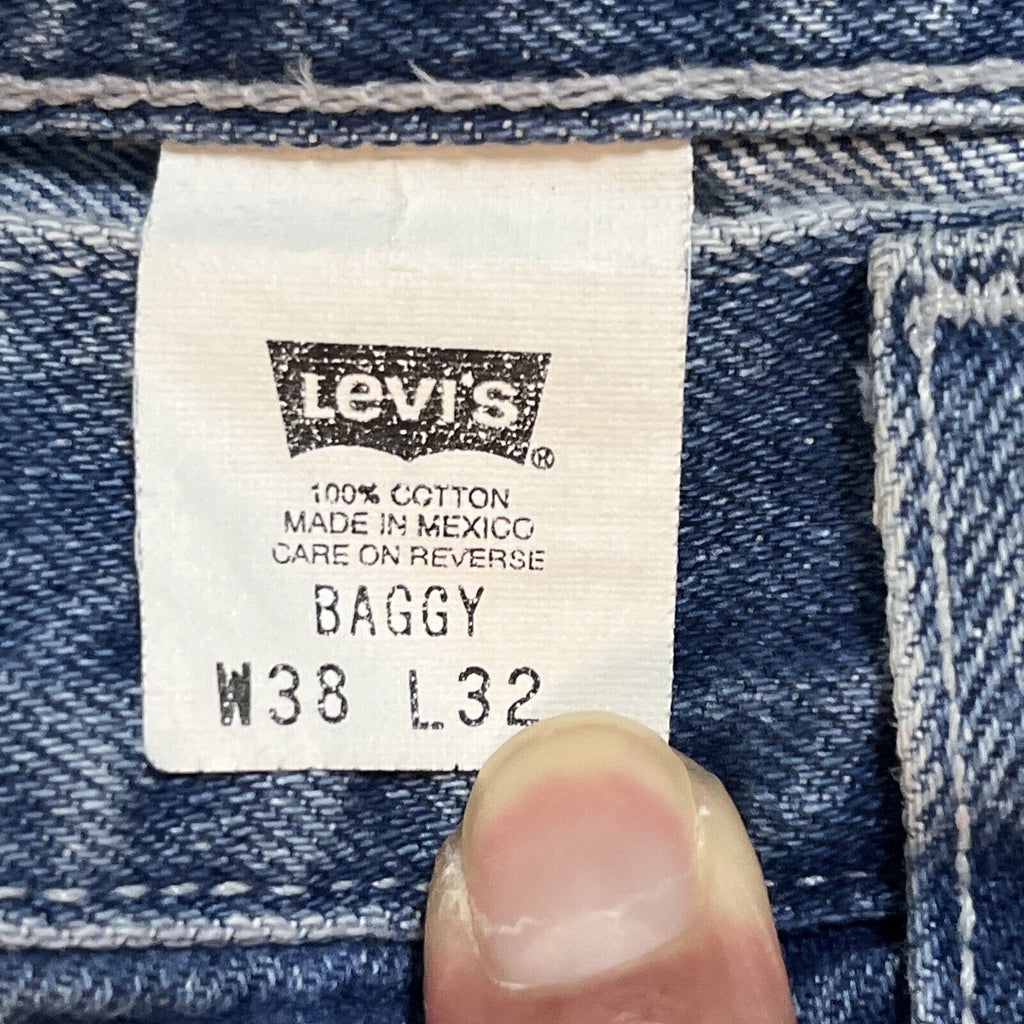 Levi's®
100% COTTON
MADE IN MEXICO
CARE ON REVERSE
BAGGY
W38 L32